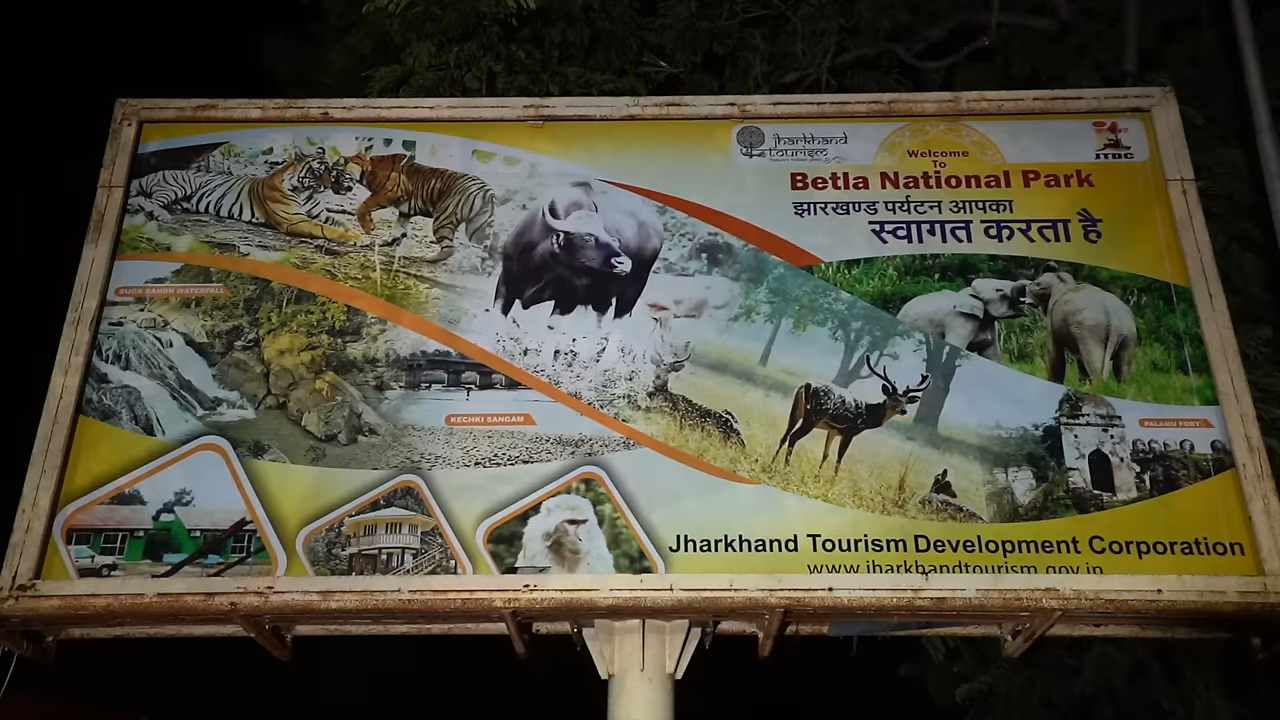 jharkhand
tourism
JTDC
Welcome
To
Betla National Park
झारखण्ड पर्यटन आपका
स्वागत करता है
SUGA BANDH WATERFALL
KECHKI SANGAM
PALAMU FORT
Jharkhand Tourism Development Corporation
www.jharkhandtourism.gov.in